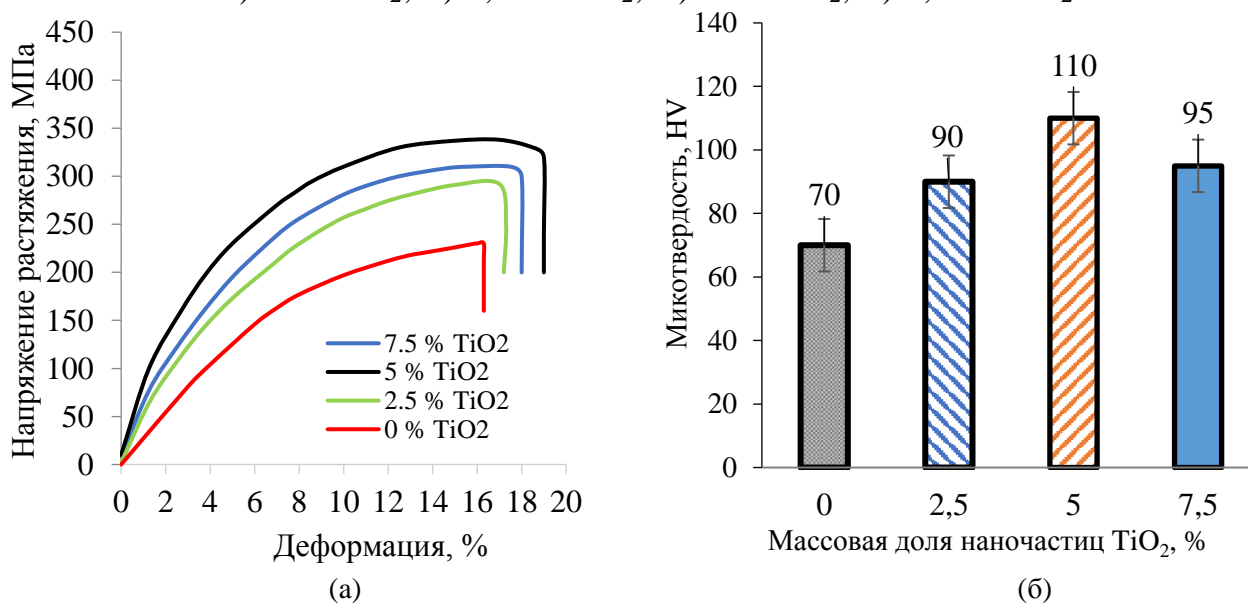 450
400
350
300
250
200
150
100
50
0
Напряжение растяжения, МПа
7.5 % TiO2
5 % TiO2
2.5 % TiO2
0 % TiO2
0 2 4 6 8 10 12 14 16 18 20
Деформация, %
(а)
140
120
100
80
60
40
20
0
Микотвердость, HV
70
90
110
95
0 2,5 5 7,5
Массовая доля наночастиц TiO₂, %
(б)